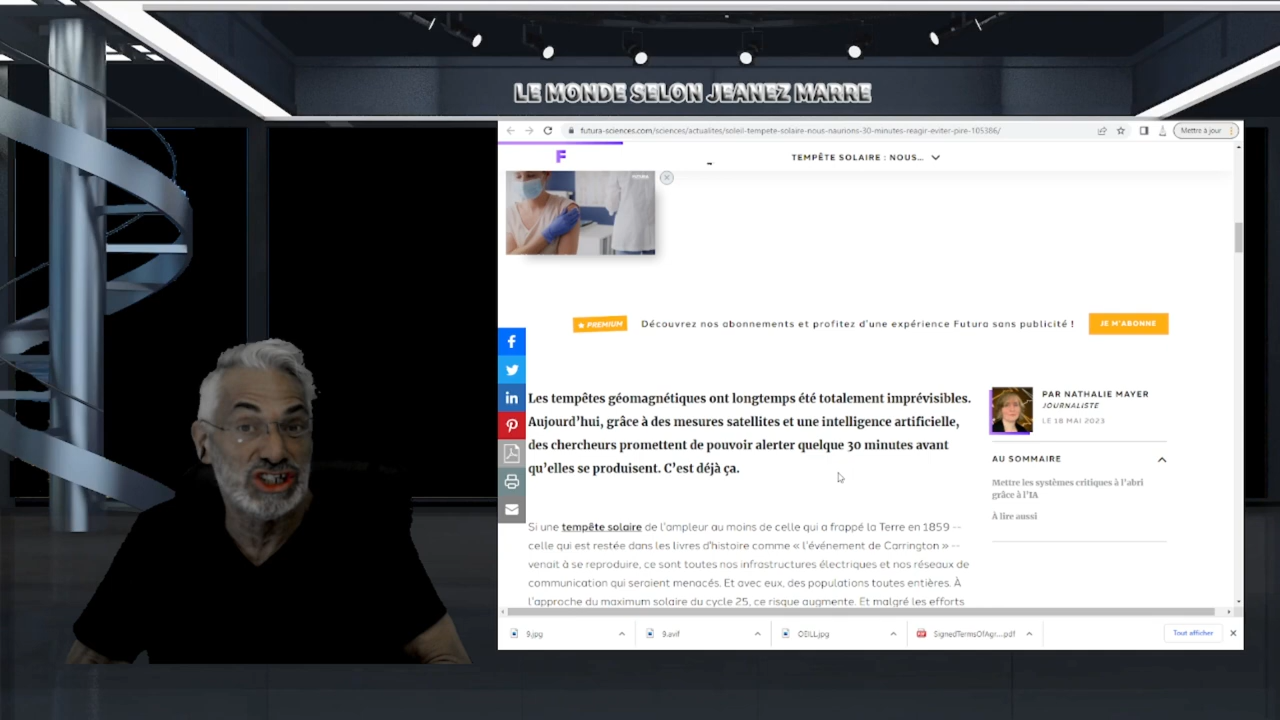 LE MONDE SELON JEANEZ MARRE
futura-sciences.com/sciences/actualites/soleil-tempete-solaire-nous-naurions-30-minutes-reagir-eviter-pire-105386/
Mettre à jour
F
TEMPÊTE SOLAIRE : NOUS...
FUTURA
PREMIUM
Découvrez nos abonnements et profitez d'une expérience Futura sans publicité !
JE M'ABONNE
Les tempêtes géomagnétiques ont longtemps été totalement imprévisibles.
Aujourd'hui, grâce à des mesures satellites et une intelligence artificielle,
des chercheurs promettent de pouvoir alerter quelque 30 minutes avant
qu'elles se produisent. C'est déjà ça.
PAR NATHALIE MAYER
JOURNALISTE
LE 18 MAI 2023
AU SOMMAIRE
Mettre les systèmes critiques à l'abri
grâce à l'IA
À lire aussi
Si une tempête solaire de l'ampleur au moins de celle qui a frappé la Terre en 1859 --
celle qui est restée dans les livres d'histoire comme « l'événement de Carrington » --
venait à se reproduire, ce sont toutes nos infrastructures électriques et nos réseaux de
communication qui seraient menacés. Et avec eux, des populations toutes entières. À
l'approche du maximum solaire du cycle 25, ce risque augmente. Et malgré les efforts
9.jpg
9.avif
OEILL.jpg
SignedTermsOfAgr....pdf
Tout afficher